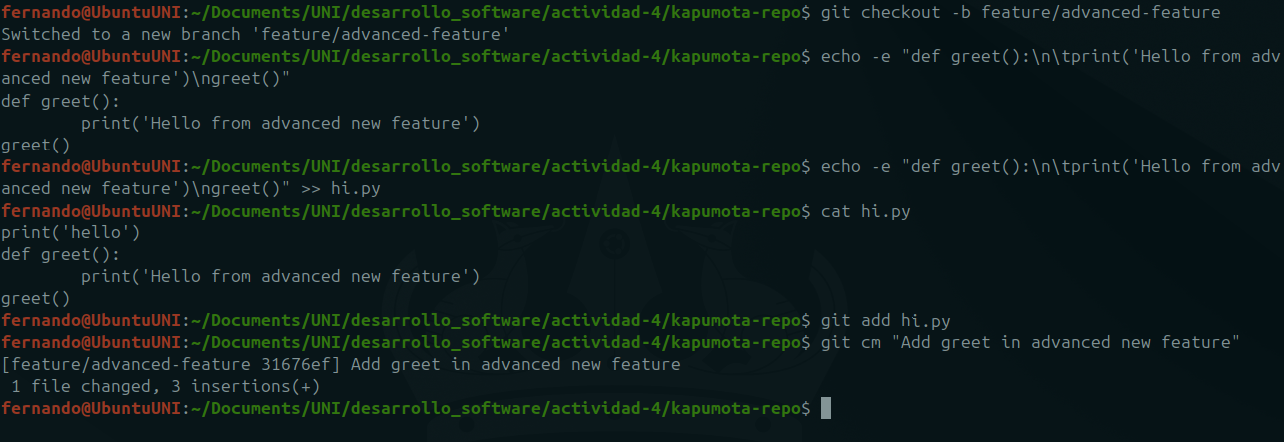 fernando@UbuntuUNI:~/Documents/UNI/desarrollo_software/actividad-4/kapumota-repo$ git checkout -b feature/advanced-feature
Switched to a new branch 'feature/advanced-feature'
fernando@UbuntuUNI:~/Documents/UNI/desarrollo_software/actividad-4/kapumota-repo$ echo -e "def greet():\n\tprint('Hello from adv
anced new feature')\ngreet()"
def greet():
        print('Hello from advanced new feature')
greet()
fernando@UbuntuUNI:~/Documents/UNI/desarrollo_software/actividad-4/kapumota-repo$ echo -e "def greet():\n\tprint('Hello from adv
anced new feature')\ngreet()" >> hi.py
fernando@UbuntuUNI:~/Documents/UNI/desarrollo_software/actividad-4/kapumota-repo$ cat hi.py
print('hello')
def greet():
        print('Hello from advanced new feature')
greet()
fernando@UbuntuUNI:~/Documents/UNI/desarrollo_software/actividad-4/kapumota-repo$ git add hi.py
fernando@UbuntuUNI:~/Documents/UNI/desarrollo_software/actividad-4/kapumota-repo$ git cm "Add greet in advanced new feature"
[feature/advanced-feature 31676ef] Add greet in advanced new feature
 1 file changed, 3 insertions(+)
fernando@UbuntuUNI:~/Documents/UNI/desarrollo_software/actividad-4/kapumota-repo$